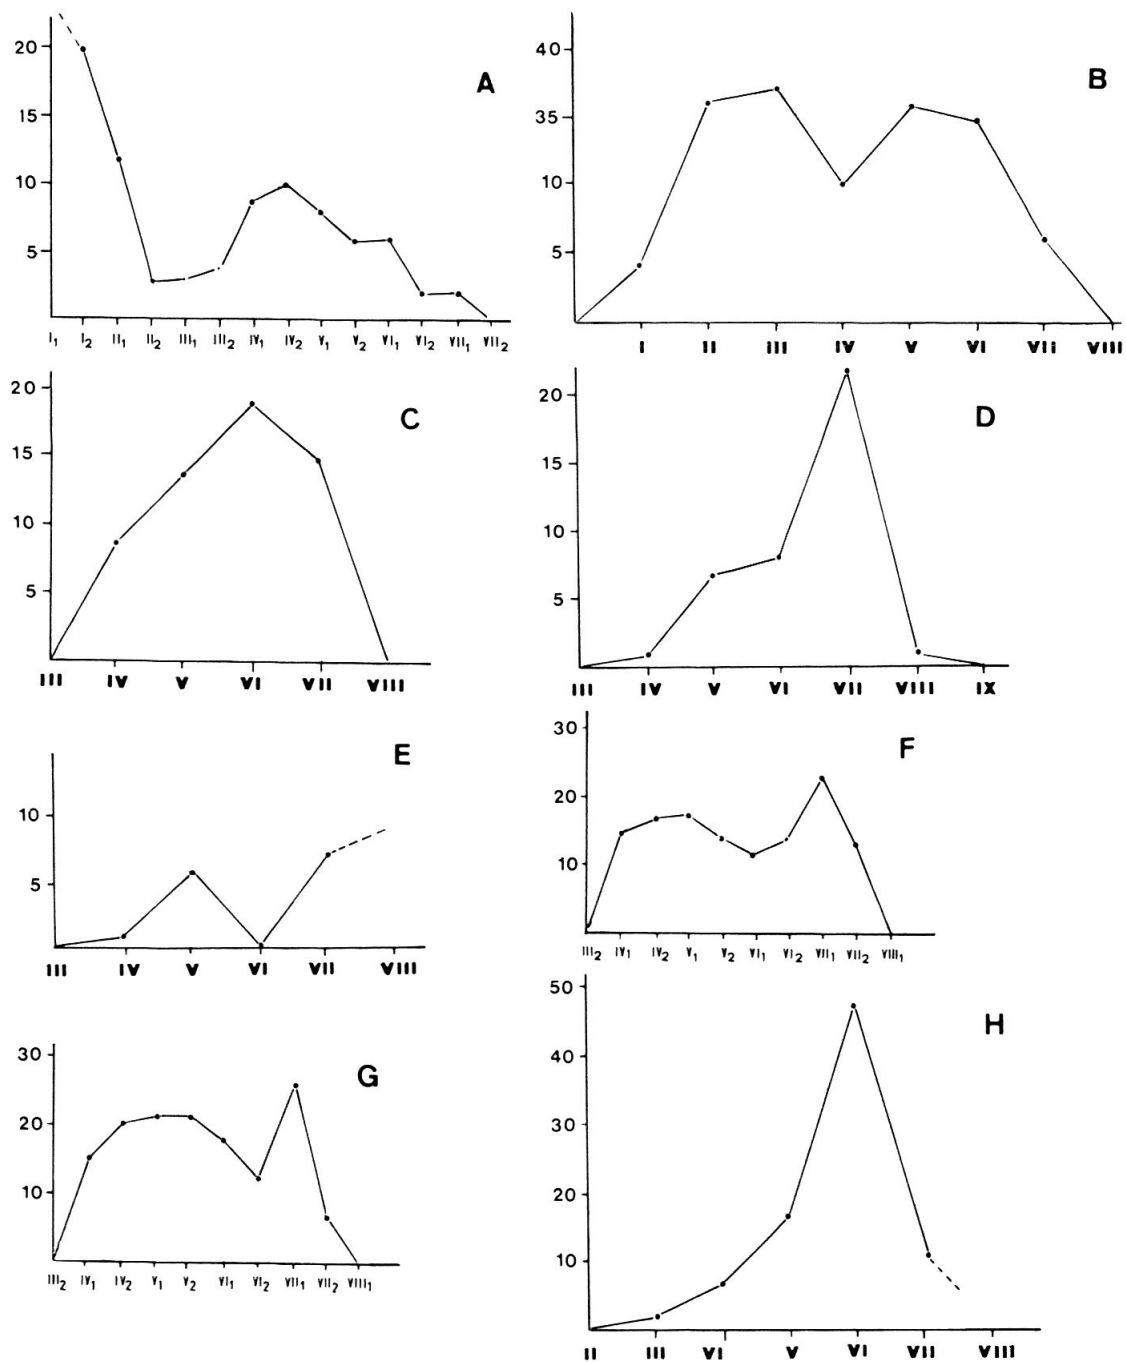 A
20
15
10
5
I₁ I₂ II₁ II₂ III₁ III₂ IV₁ IV₂ V₁ V₂ VI₁ VI₂ VII₁ VII₂
B
40
35
10
5
I II III IV V VI VII VIII
C
20
15
10
5
III IV V VI VII VIII
D
20
15
10
5
III IV V VI VII VIII IX
E
10
5
III IV V VI VII VIII
F
30
20
10
III₂ IV₁ IV₂ V₁ V₂ VI₁ VI₂ VII₁ VII₂ VIII₁
G
30
20
10
III₂ IV₁ IV₂ V₁ V₂ VI₁ VI₂ VII₁ VII₂ VIII₁
H
50
40
30
20
10
II III VI V VI VII VIII